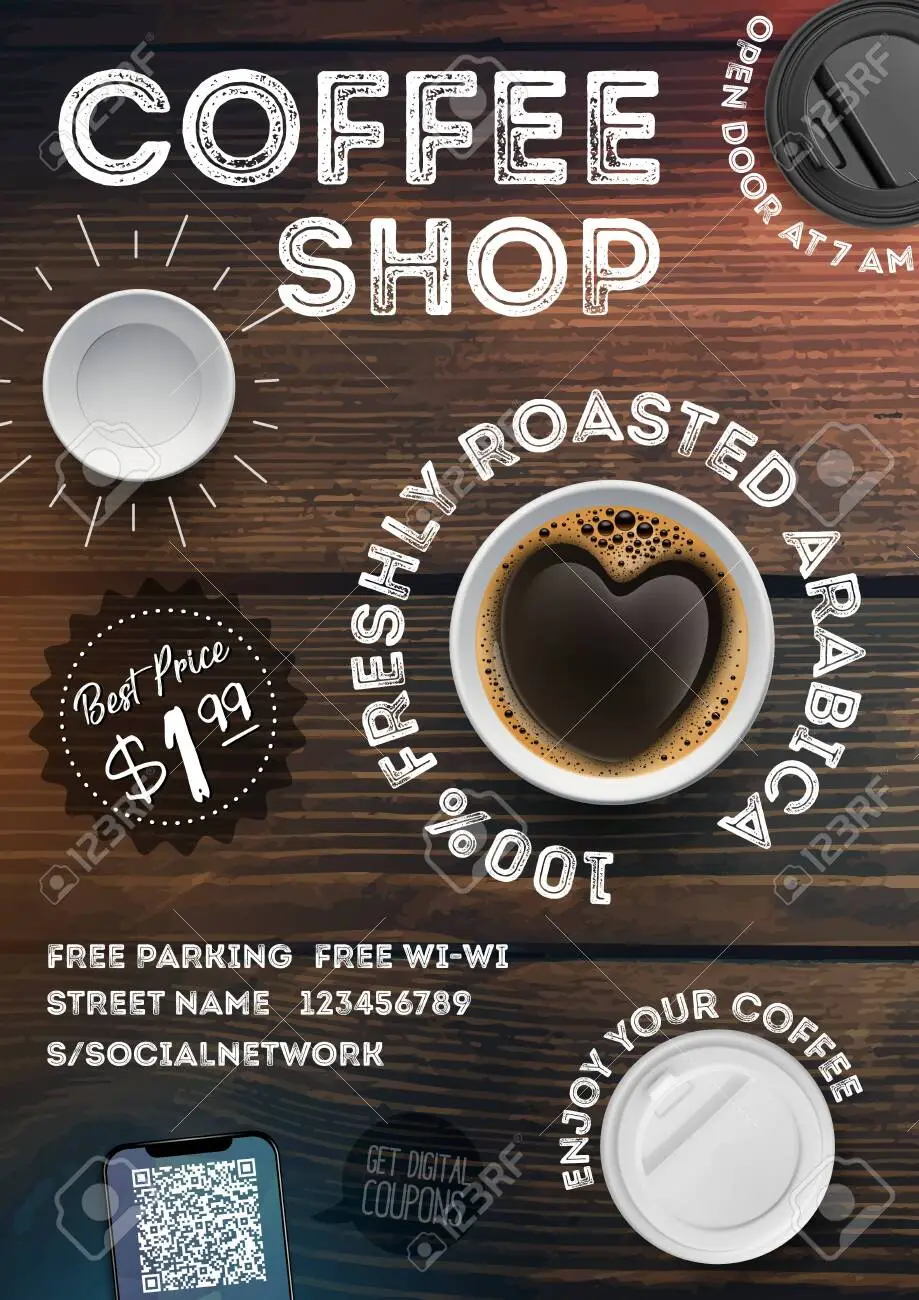 COFFEE
SHOP
OPEN DOOR AT 7 AM
100% FRESHLY ROASTED ARABICA
Best Price
$1.99
FREE PARKING FREE WI-WI
STREET NAME 123456789
S/SOCIALNETWORK
ENJOY YOUR COFFEE
GET DIGITAL
COUPONS
123RF